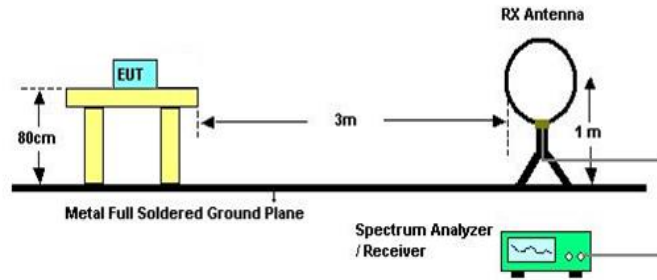 RX Antenna
EUT
80cm
3m
1 m
Metal Full Soldered Ground Plane
Spectrum Analyzer
/ Receiver